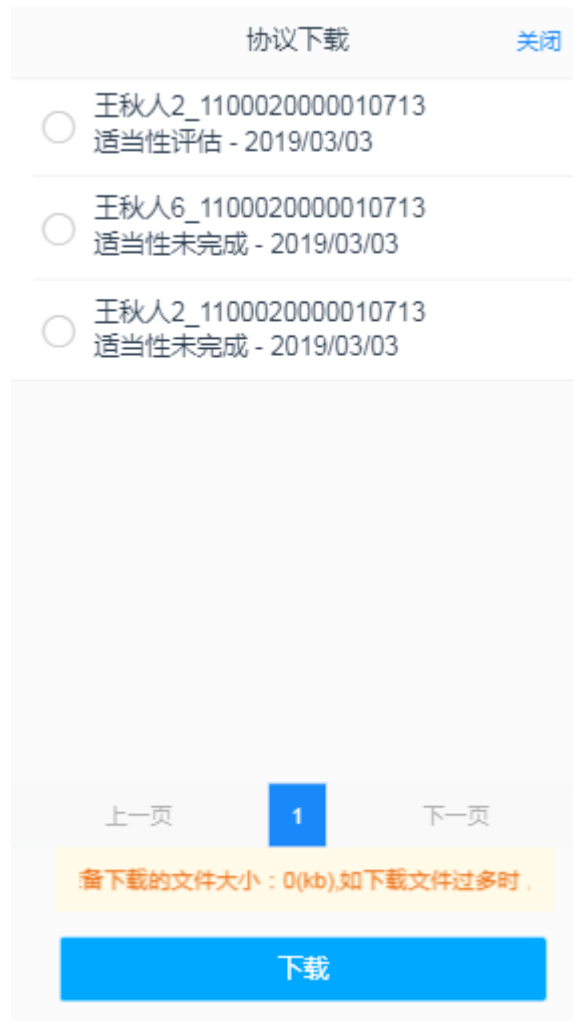 协议下载
关闭
王秋人2_1100020000010713
适当性评估 - 2019/03/03
王秋人6_1100020000010713
适当性未完成 - 2019/03/03
王秋人2_1100020000010713
适当性未完成 - 2019/03/03
上一页
1
下一页
备下载的文件大小：0(kb),如下载文件过多时，
下载